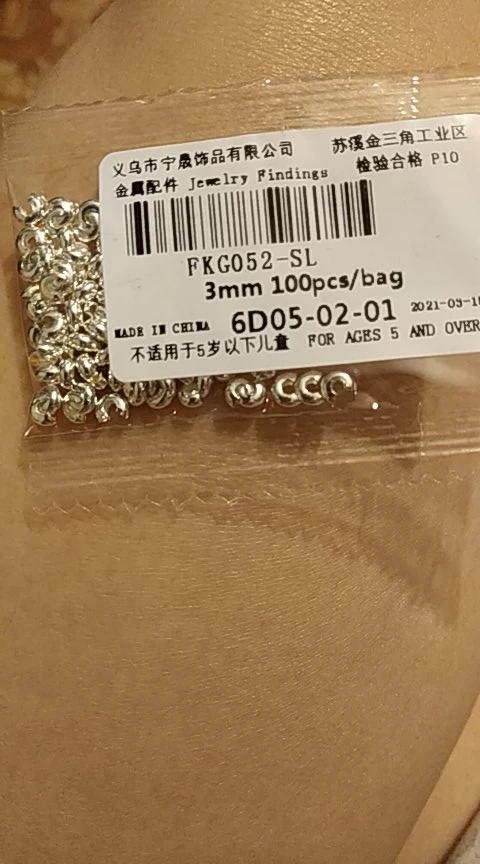 义乌市宁晟饰品有限公司 苏溪金三角工业区
金属配件 Jewelry Findings 检验合格 P10
FKG052-SL
3mm 100pcs/bag
MADE IN CHINA 6D05-02-01
不适用于5岁以下儿童 FOR AGES 5 AND OVER